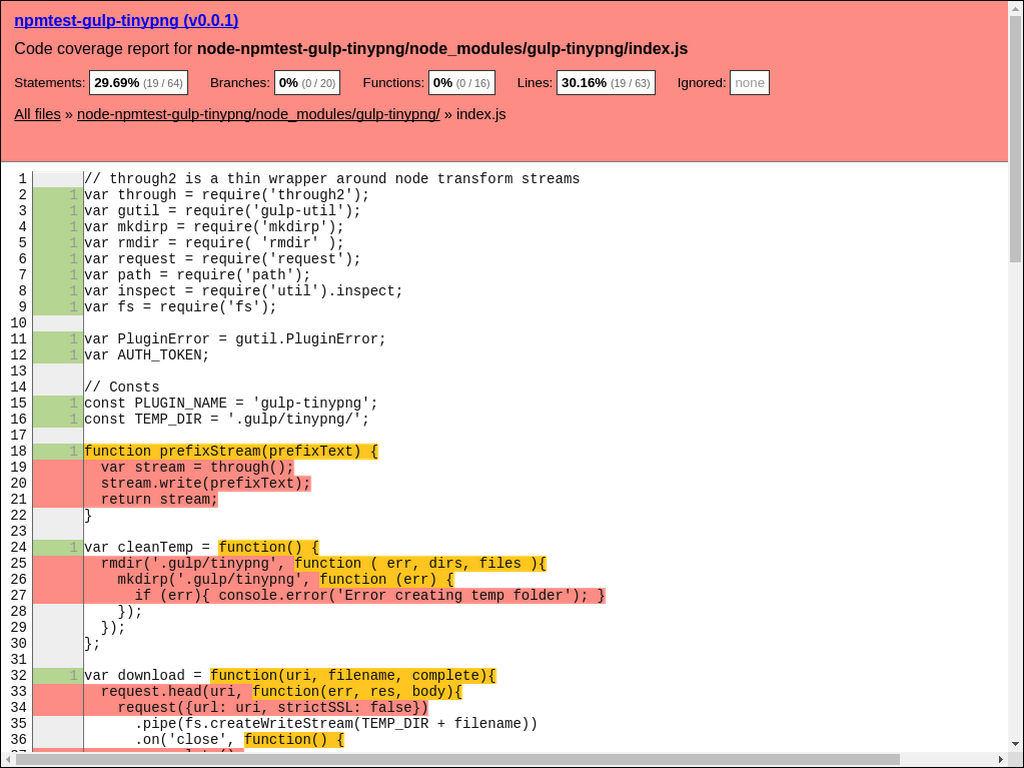 npmtest-gulp-tinypng (v0.0.1)
Code coverage report for node-npmtest-gulp-tinypng/node_modules/gulp-tinypng/index.js
Statements: 29.69% (19 / 64) Branches: 0% (0 / 20) Functions: 0% (0 / 16) Lines: 30.16% (19 / 63) Ignored: none
All files » node-npmtest-gulp-tinypng/node_modules/gulp-tinypng/ » index.js
1 // through2 is a thin wrapper around node transform streams
2 1 var through = require('through2');
3 1 var gutil = require('gulp-util');
4 1 var mkdirp = require('mkdirp');
5 1 var rmdir = require( 'rmdir' );
6 1 var request = require('request');
7 1 var path = require('path');
8 1 var inspect = require('util').inspect;
9 1 var fs = require('fs');
10
11 1 var PluginError = gutil.PluginError;
12 1 var AUTH_TOKEN;
13
14 // Consts
15 1 const PLUGIN_NAME = 'gulp-tinypng';
16 1 const TEMP_DIR = '.gulp/tinypng/';
17
18 1 function prefixStream(prefixText) {
19   var stream = through();
20   stream.write(prefixText);
21   return stream;
22 }
23
24 1 var cleanTemp = function() {
25   rmdir('.gulp/tinypng', function ( err, dirs, files ){
26     mkdirp('.gulp/tinypng', function (err) {
27       if (err){ console.error('Error creating temp folder'); }
28     });
29   });
30 };
31
32 1 var download = function(uri, filename, complete){
33   request.head(uri, function(err, res, body){
34     request({url: uri, strictSSL: false})
35       .pipe(fs.createWriteStream(TEMP_DIR + filename))
36       .on('close', function() {